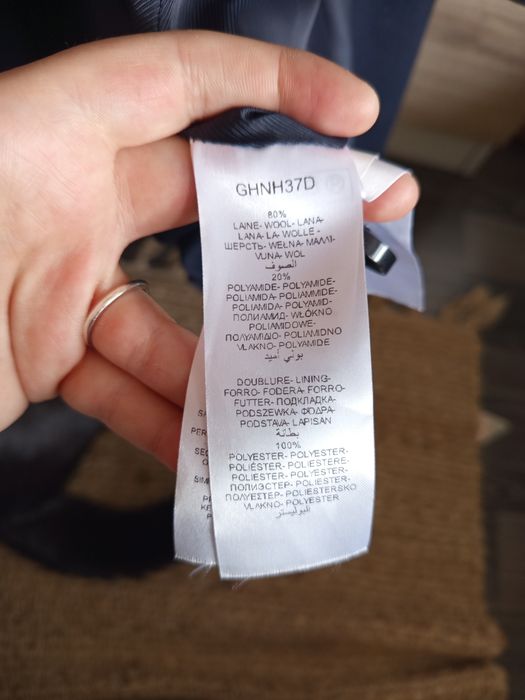 GHNH37D
80%
LAINE- WOOL- LANA-
LANA- LA WOLLE -
ШЕРСТЬ- WEŁNA- ΜΑΛΛΙ-
VUNA- WOL
الصوف
20%
POLYAMIDE- POLYAMIDE-
POLIAMIDA- POLIAMMIDE-
POLIAMIDA- POLYAMID-
ПОЛИАМИД- WŁÓKNO
POLIAMIDOWE-
ΠΟΛΥΑΜΙΔΙΟ- POLIAMIDNO
VLAKNO- POLYAMIDE
بولي أميد
DOUBLURE- LINING-
FORRO- FODERA- FORRO-
FUTTER- ПОДКЛАДКА-
PODSZEWKA- ΦΟΔΡΑ-
PODSTAVA- LAPISAN
بطانة
100%
POLYESTER- POLYESTER-
POLIÉSTER- POLIESTERE-
POLIÉSTER- POLYESTER-
ПОЛИЭСТЕР- POLIESTER-
ΠΟΛΥΕΣΤΕΡ- POLIESTERSKO
VLAKNO- POLYESTER
البوليستر